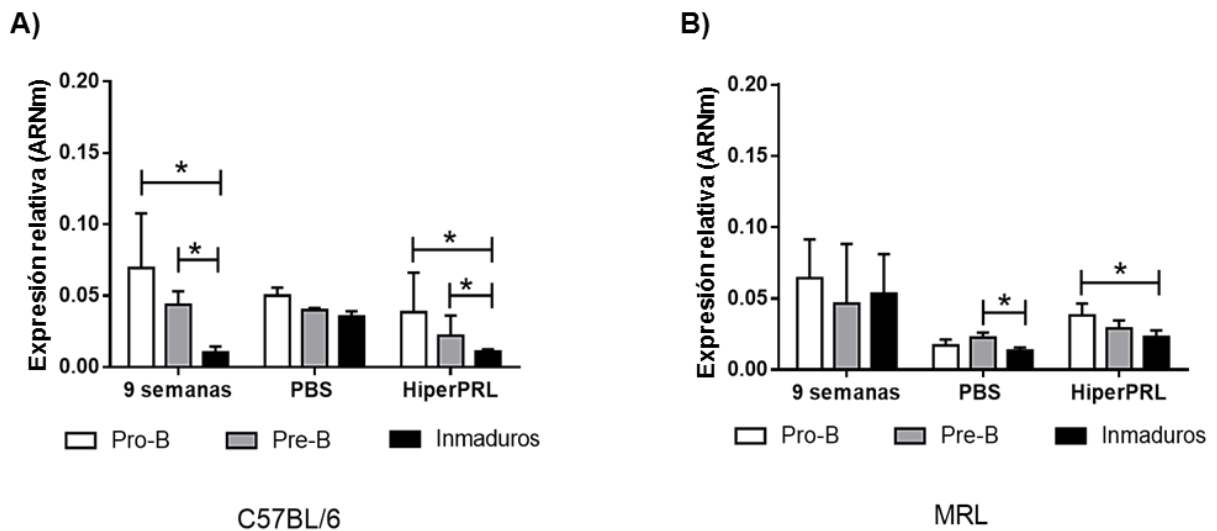 A)
Expresión relativa (ARNm)
0.20
0.15
0.10
0.05
0.00
*
*
*
*
9 semanas PBS HiperPRL
Pro-B Pre-B Inmaduros
C57BL/6
B)
Expresión relativa (ARNm)
0.20
0.15
0.10
0.05
0.00
*
*
9 semanas PBS HiperPRL
Pro-B Pre-B Inmaduros
MRL